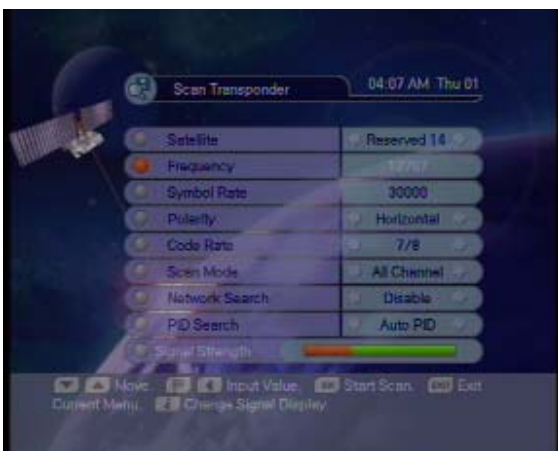 Scan Transponder 04:07 AM Thu 01
Satellite Reserved 14
Frequency
Symbol Rate 30000
Polarity Horizontal
Code Rate 7/8
Scan Mode All Channel
Network Search Disable
PID Search Auto PID
Signal Strength
Move. Input Value. Start Scan. EXIT Exit
Current Menu. Change Signal Display